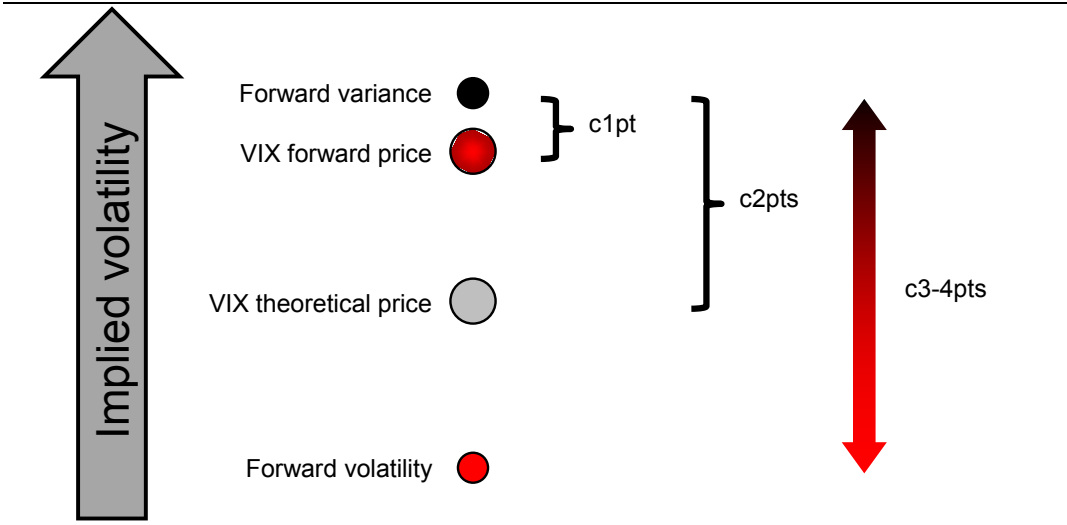 Implied volatility
Forward variance
VIX forward price
VIX theoretical price
Forward volatility
c1pt
c2pts
c3-4pts